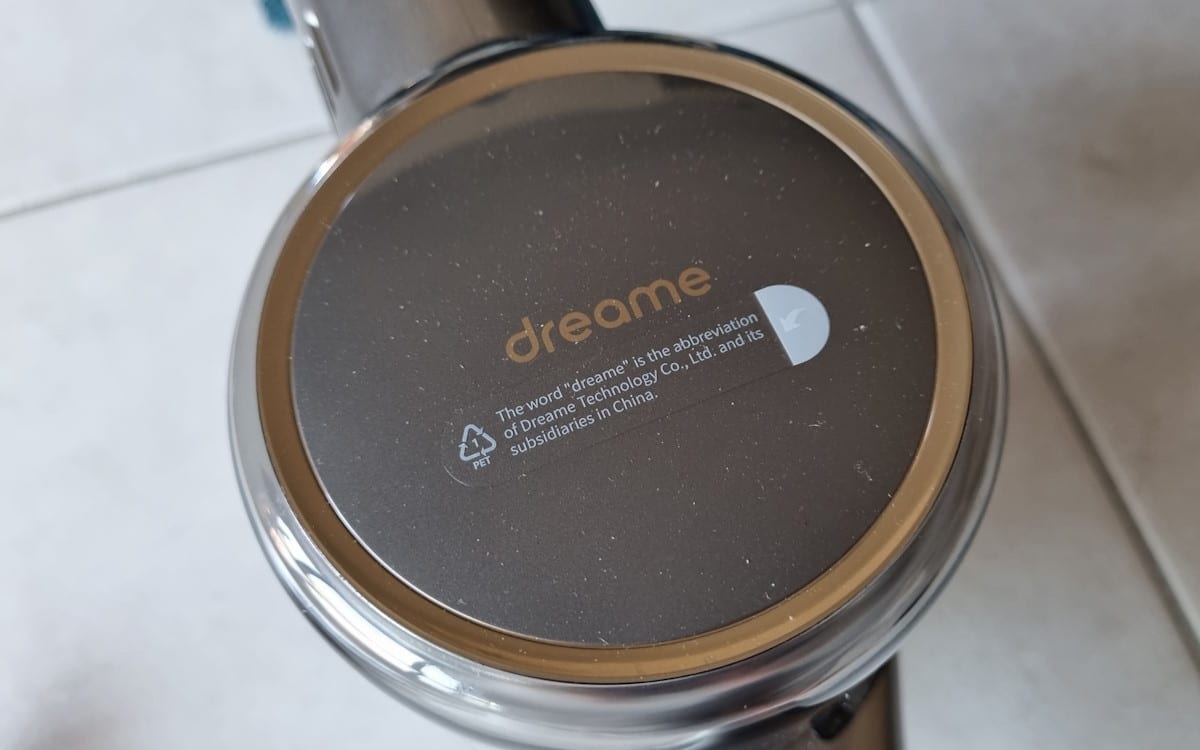 dreame
The word "dreame" is the abbreviation
of Dreame Technology Co., Ltd. and its
subsidiaries in China.
1
PET